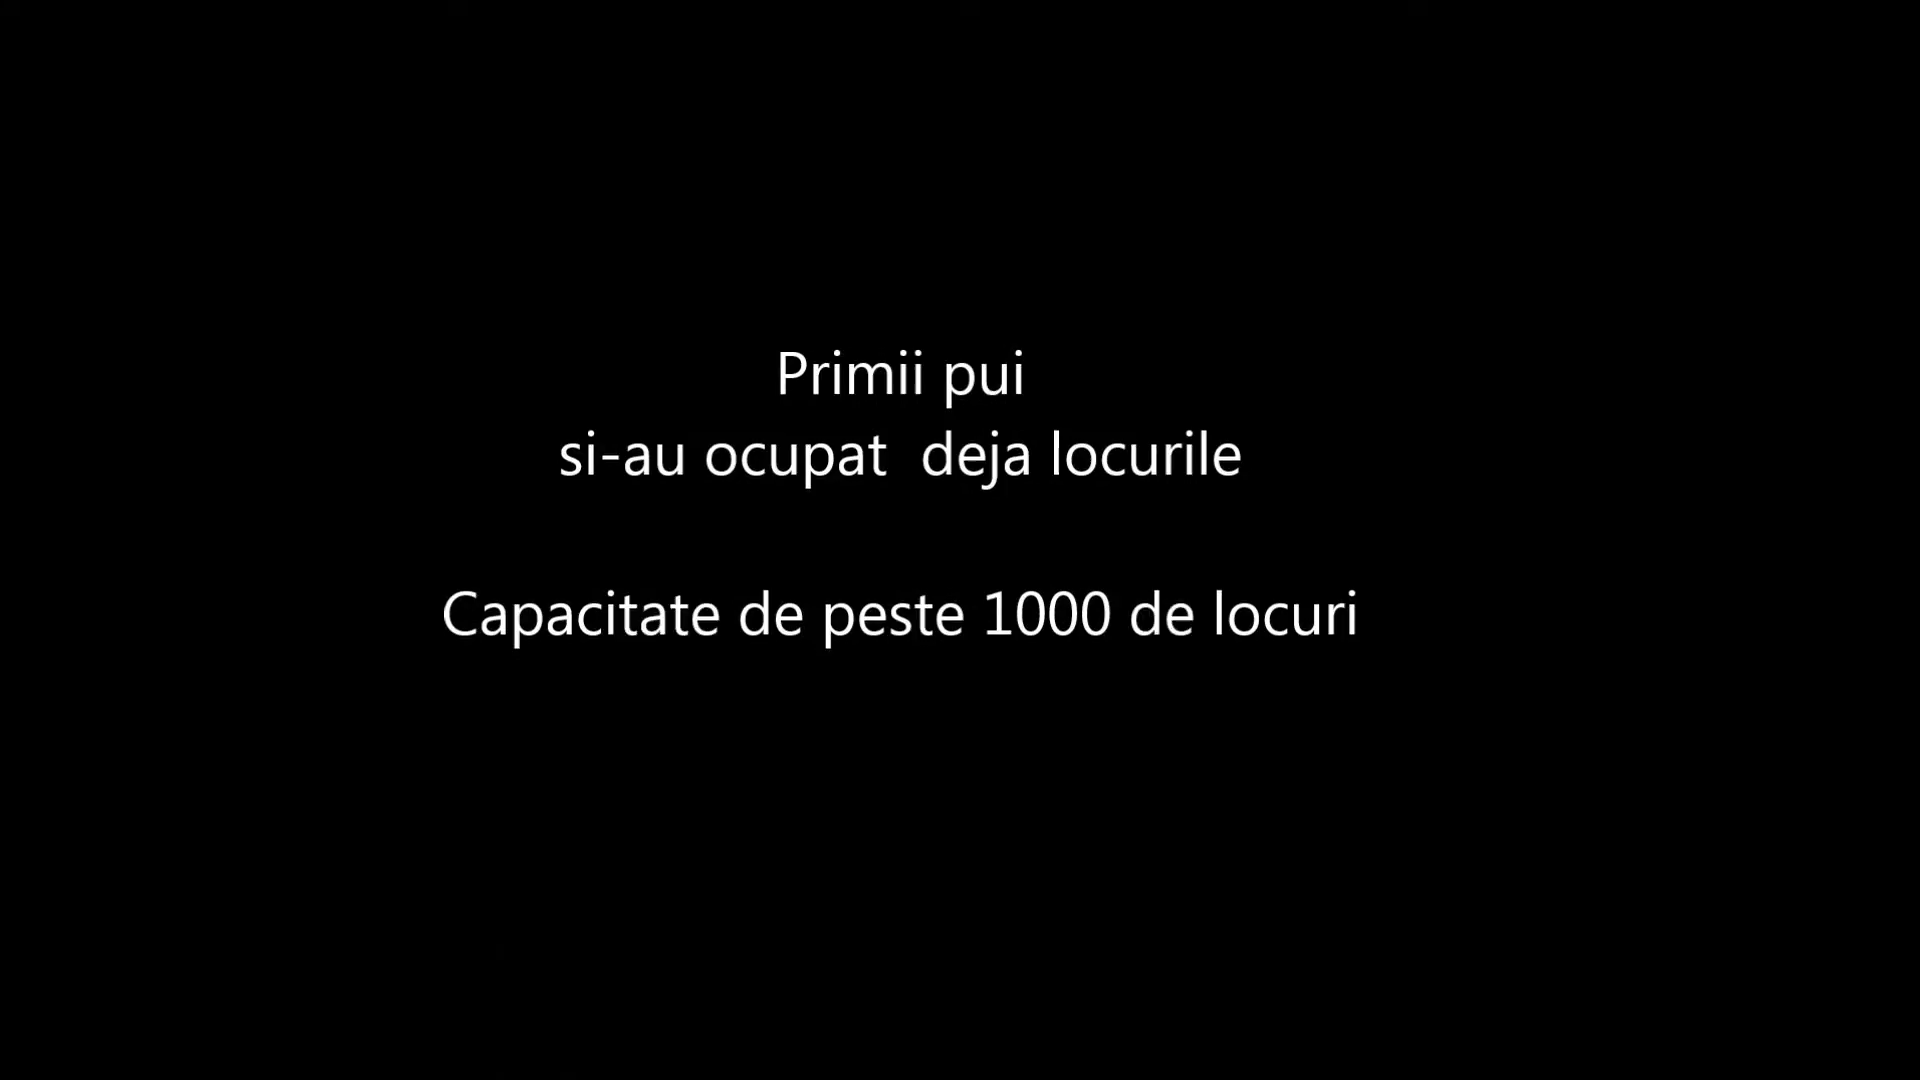 Primii pui
si-au ocupat  deja locurile
Capacitate de peste 1000 de locuri